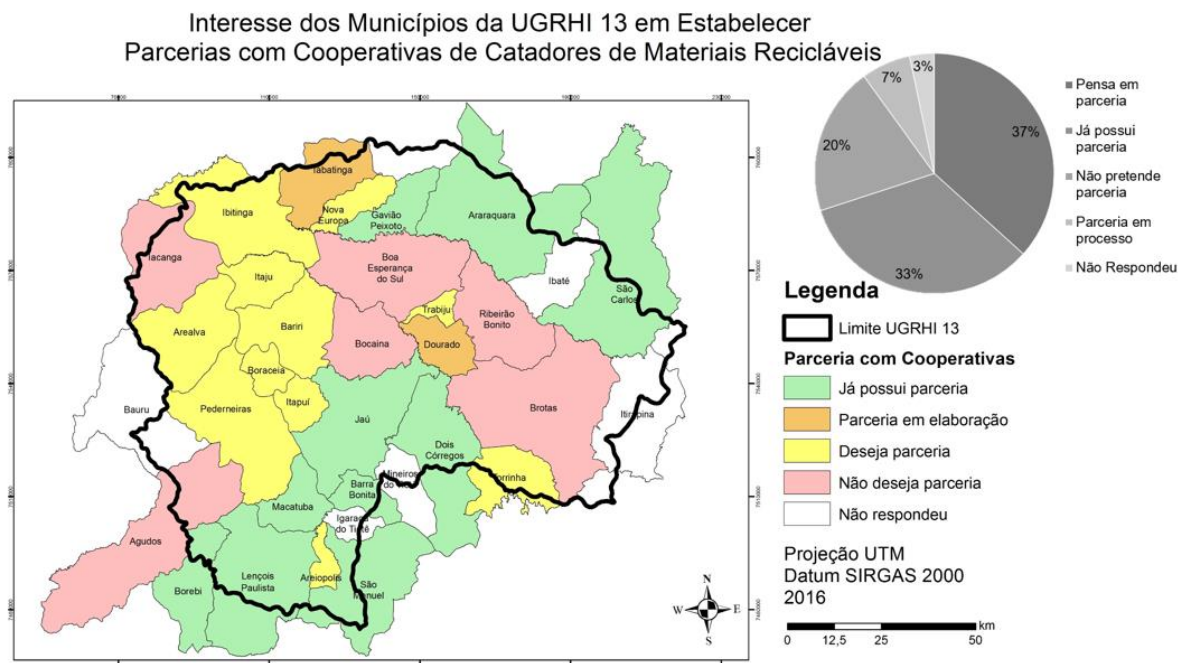 Interesse dos Municípios da UGRHI 13 em Estabelecer
Parcerias com Cooperativas de Catadores de Materiais Recicláveis
3%
7%
37%
20%
33%
Pensa em
parceria
Já possui
parceria
Não pretende
parceria
Parceria em
processo
Não Respondeu
Tabatinga
Ibitinga
Nova
Europa
Gavião
Peixoto
Araraquara
Iacanga
Itaju
Boa
Esperança
do Sul
Ibaté
São
Carlos
Trabiju
Ribeirão
Bonito
Arealva
Bariri
Bocaina
Dourado
Boraceia
Bauru
Pederneiras
Itapuí
Jaú
Brotas
Itirapina
Dois
Córregos
Mineiros
do
Torrinha
Barra
Bonita
Macatuba
Igaraçu
do Tietê
Agudos
Lençois
Paulista
Areiopolis
Borebi
São
Manuel
Legenda
Limite UGRHI 13
Parceria com Cooperativas
Já possui parceria
Parceria em elaboração
Deseja parceria
Não deseja parceria
Não respondeu
Projeção UTM
Datum SIRGAS 2000
2016
N
W
E
S
km
0 12,5 25 50